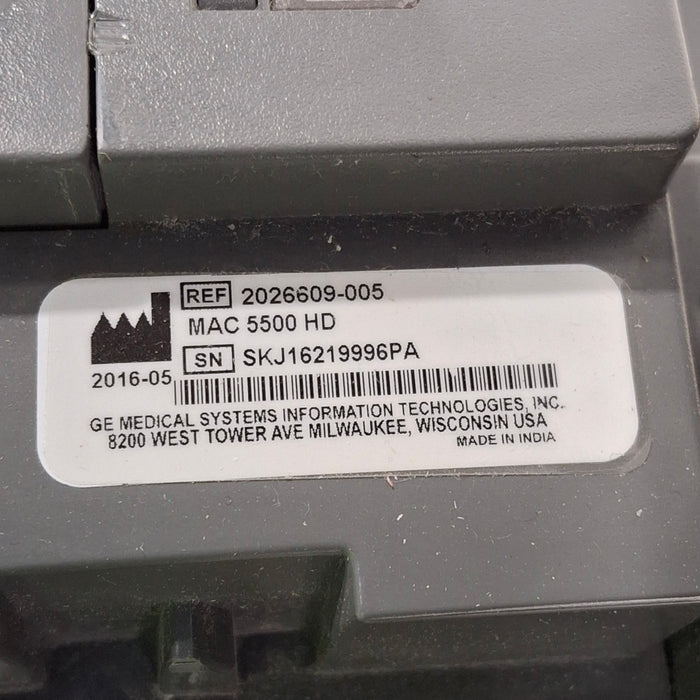 REF 2026609-005
MAC 5500 HD
SN SKJ16219996PA
2016-05
GE MEDICAL SYSTEMS INFORMATION TECHNOLOGIES, INC.
8200 WEST TOWER AVE MILWAUKEE, WISCONSIN USA
MADE IN INDIA